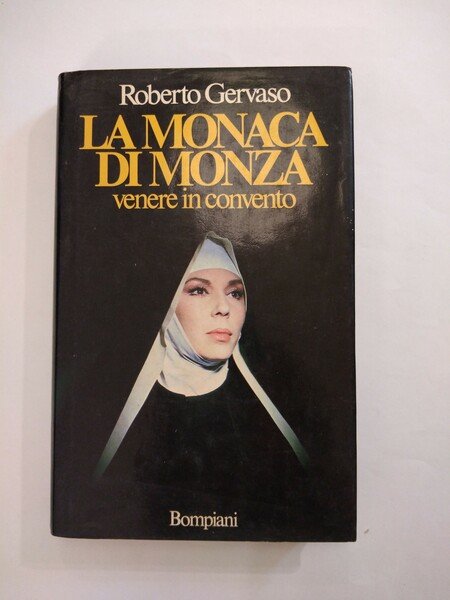 Roberto Gervaso
LA MONACA
DI MONZA
venere in convento
Bompiani